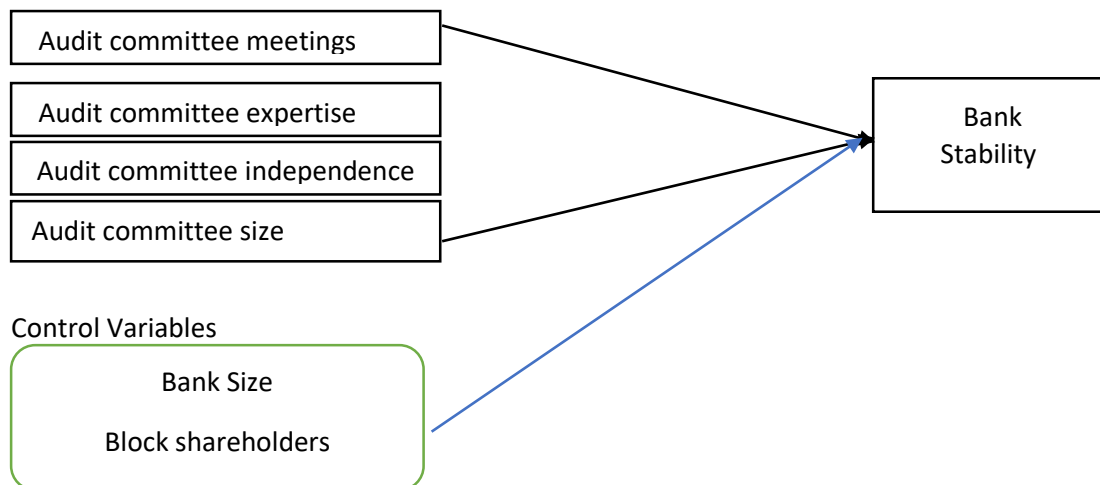 Audit committee meetings
Audit committee expertise
Audit committee independence
Audit committee size
Bank
Stability
Control Variables
Bank Size
Block shareholders